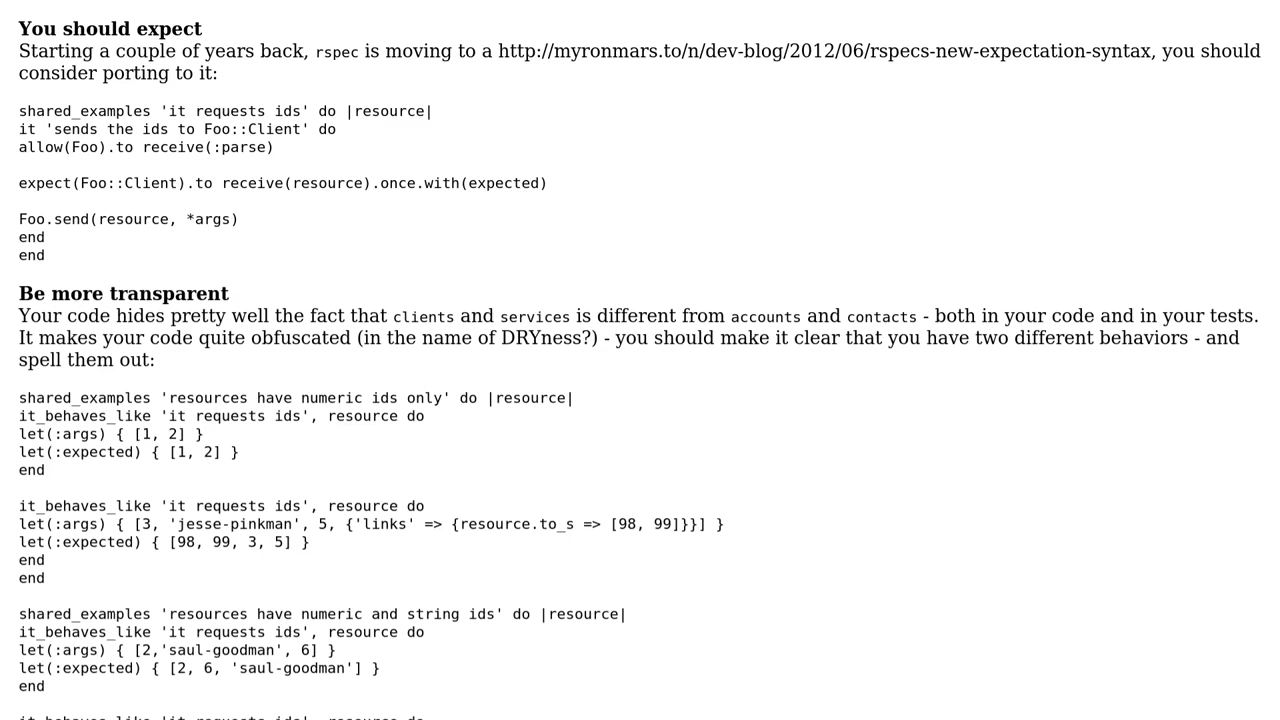 You should expect
Starting a couple of years back, rspec is moving to a http://myronmars.to/n/dev-blog/2012/06/rspecs-new-expectation-syntax, you should
consider porting to it:
shared_examples 'it requests ids' do |resource|
it 'sends the ids to Foo::Client' do
allow(Foo).to receive(:parse)
expect(Foo::Client).to receive(resource).once.with(expected)
Foo.send(resource, *args)
end
end
Be more transparent
Your code hides pretty well the fact that clients and services is different from accounts and contacts - both in your code and in your tests.
It makes your code quite obfuscated (in the name of DRYness?) - you should make it clear that you have two different behaviors - and
spell them out:
shared_examples 'resources have numeric ids only' do |resource|
it_behaves_like 'it requests ids', resource do
let(:args) { [1, 2] }
let(:expected) { [1, 2] }
end
it_behaves_like 'it requests ids', resource do
let(:args) { [3, 'jesse-pinkman', 5, {'links' => {resource.to_s => [98, 99]}}] }
let(:expected) { [98, 99, 3, 5] }
end
end
shared_examples 'resources have numeric and string ids' do |resource|
it_behaves_like 'it requests ids', resource do
let(:args) { [2,'saul-goodman', 6] }
let(:expected) { [2, 6, 'saul-goodman'] }
end
it_behaves_like 'it requests ids', resource do